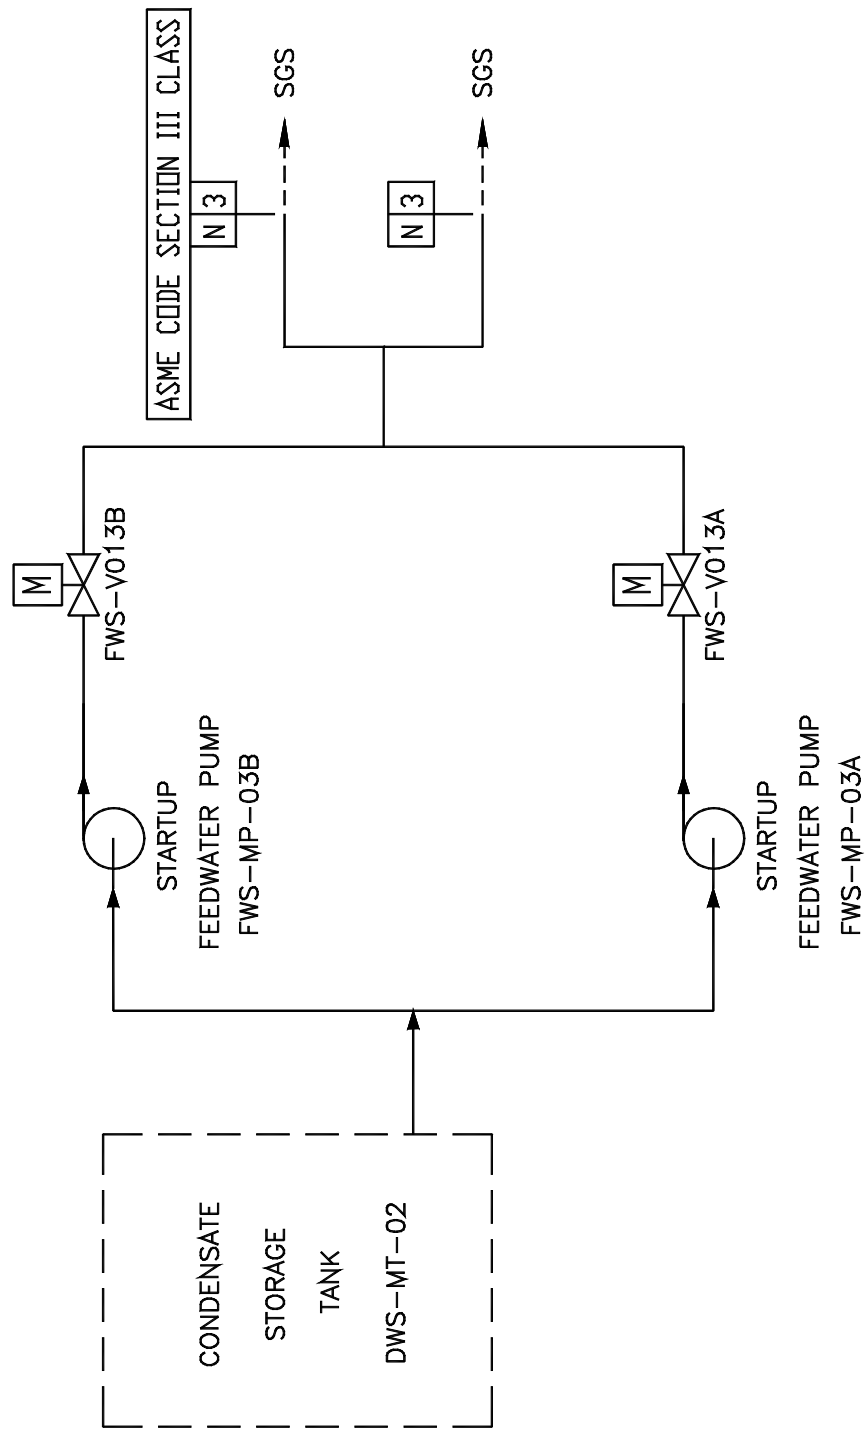 CONDENSATE
STORAGE
TANK
DWS-MT-02
STARTUP
FEEDWATER PUMP
FWS-MP-03B
M
FWS-V013B
STARTUP
FEEDWATER PUMP
FWS-MP-03A
M
FWS-V013A
ASME CODE SECTION III CLASS
N 3
SGS
N 3
SGS